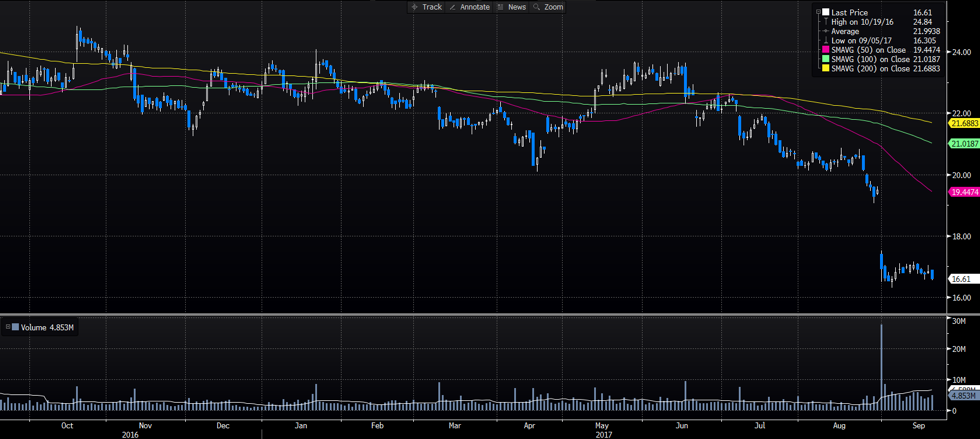 Track Annotate News Zoom
Last Price 16.61
High on 10/19/16 24.84
Average 21.9938
Low on 09/05/17 16.305
SMAVG (50) on Close 19.4474
SMAVG (100) on Close 21.0187
SMAVG (200) on Close 21.6883
24.00
22.00
21.6883
21.0187
20.00
19.4474
18.00
16.61
16.00
Volume 4.853M
30M
20M
10M
4.853M
0
Oct Nov Dec Jan Feb Mar Apr May Jun Jul Aug Sep
2016 2017